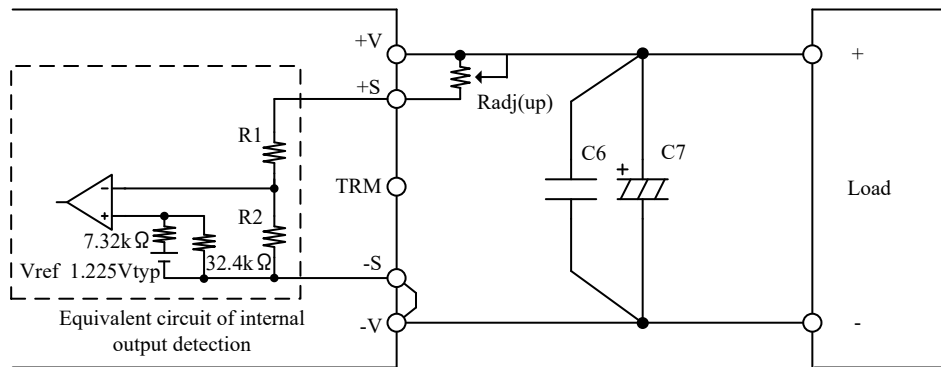 +V
+
+S
Radj(up)
R1
C6
C7
+
TRM
Load
-
+
R2
7.32kΩ
32.4kΩ
Vref 1.225Vtyp
-S
-V
-
Equivalent circuit of internal
output detection